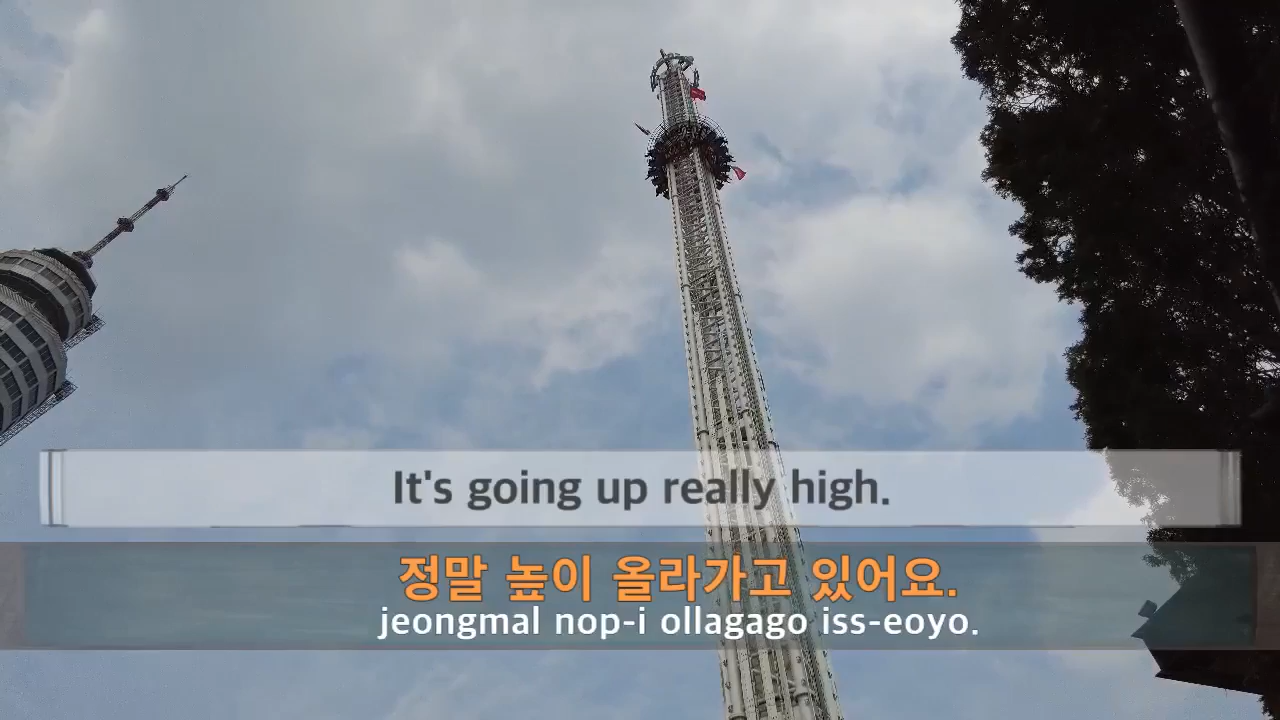 It's going up really high.
정말 높이 올라가고 있어요.
jeongmal nop-i ollagago iss-eoyo.